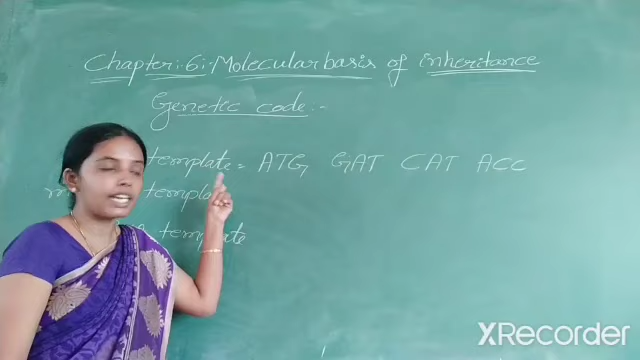 Chapter:-6:-Molecular basis of inheritance
Genetic code :-
template = ATG GAT CAT ACC
template
template
XRecorder